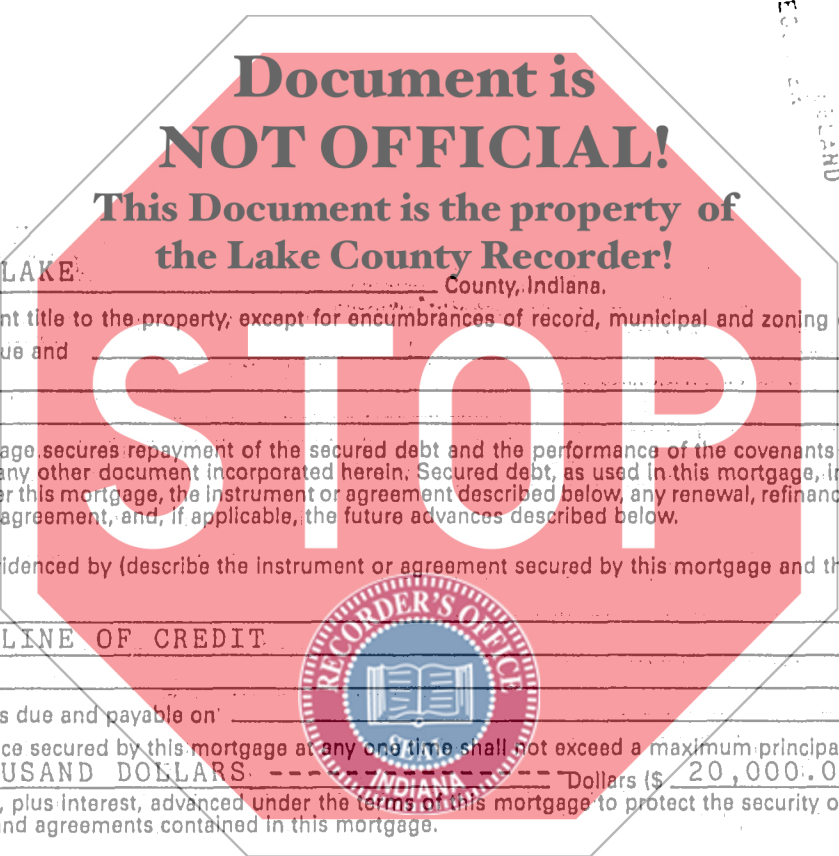 Document is
NOT OFFICIAL!
This Document is the property of
the Lake County Recorder!
LAKE County, Indiana.
nt title to the property, except for encumbrances of record, municipal and zoning
ue and
STOP
age secures repayment of the secured debt and the performance of the covenants
any other document incorporated herein. Secured debt, as used in this mortgage, in
er this mortgage, the instrument or agreement described below, any renewal, refinanc
agreement, and, if applicable, the future advances described below.
idenced by (describe the instrument or agreement secured by this mortgage and th
RECORDER'S OFFICE
LINE OF CREDIT
s due and payable on
SEAL
ce secured by this mortgage at any one time shall not exceed a maximum principa
USAND DOLLARS ------------------ Dollars ($ 20,000.0
INDIANA
, plus interest, advanced under the terms of this mortgage to protect the security o
nd agreements contained in this mortgage.